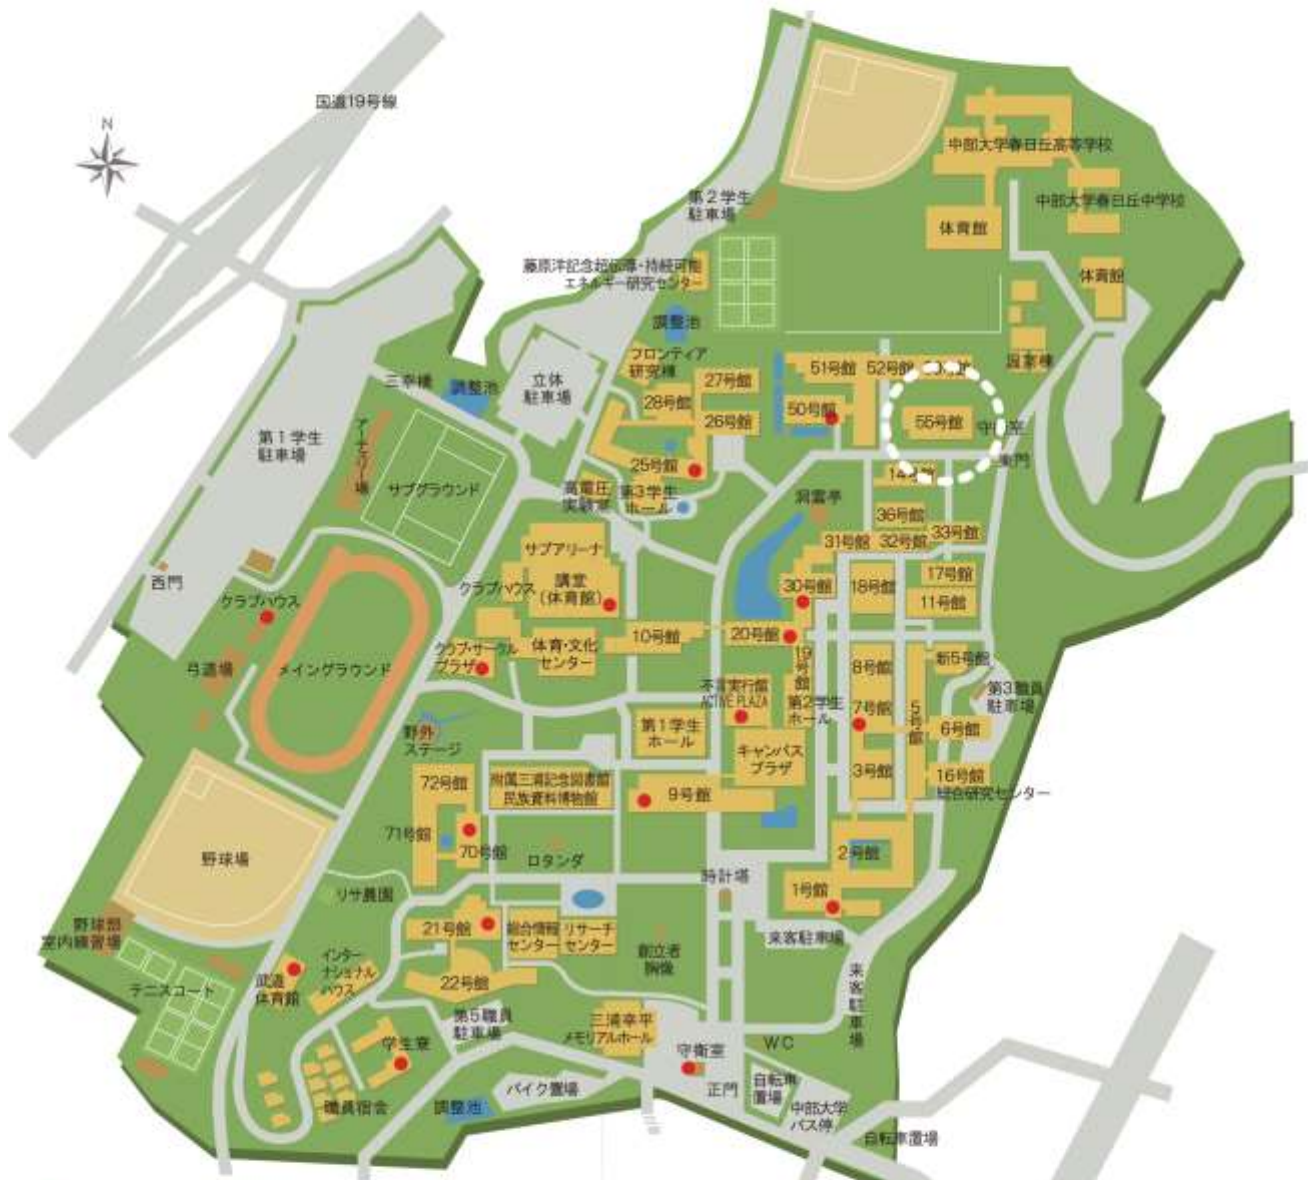 国道19号線
N
中部大学春日丘高等学校
中部大学春日丘中学校
第2学生
駐車場
体育館
藤原洋記念超伝導・持続可能
エネルギー研究センター
体育館
調整池
温室棟
フロンティア
研究棟
27号館
51号館
52号館
三幸橋
調整池
立体
駐車場
28号館
26号館
50号館
55号館
守衛室
第1学生
駐車場
アーチェリー場
サブグラウンド
25号館
東門
高電圧
実験室
第3学生
ホール
洞雲亭
14号館
36号館
33号館
31号館
32号館
サブアリーナ
西門
クラブハウス
クラブハウス
講堂
(体育館)
30号館
18号館
17号館
11号館
弓道場
メイングラウンド
クラブ・サークル
プラザ
体育・文化
センター
10号館
20号館
19号館
8号館
新5号館
不言実行館
ACTIVE PLAZA
第2学生
ホール
7号館
5号館
第3職員
駐車場
6号館
野外
ステージ
第1学生
ホール
キャンパス
プラザ
3号館
16号館
総合研究センター
72号館
附属三浦記念図書館
民族資料博物館
9号館
71号館
70号館
ロタンダ
2号館
野球場
リサ農園
時計塔
1号館
野球部
室内練習場
21号館
総合情報
センター
リサーチ
センター
創立者
胸像
来客駐車場
テニスコート
武道
体育館
インター
ナショナル
ハウス
22号館
来客駐車場
第5職員
駐車場
三浦幸平
メモリアルホール
学生寮
守衛室
WC
正門
自転車
置場
職員宿舎
調整池
バイク置場
中部大学
バス停
自転車置場